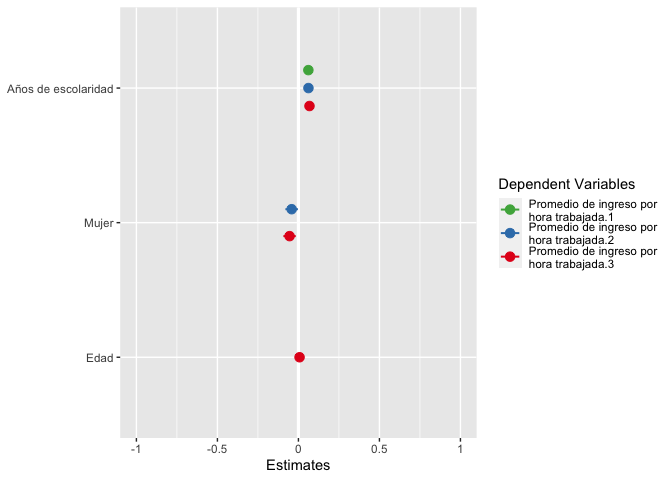 Años de escolaridad
Mujer
Edad
-1
-0.5
0
0.5
1
Estimates
Dependent Variables
Promedio de ingreso por
hora trabajada.1
Promedio de ingreso por
hora trabajada.2
Promedio de ingreso por
hora trabajada.3